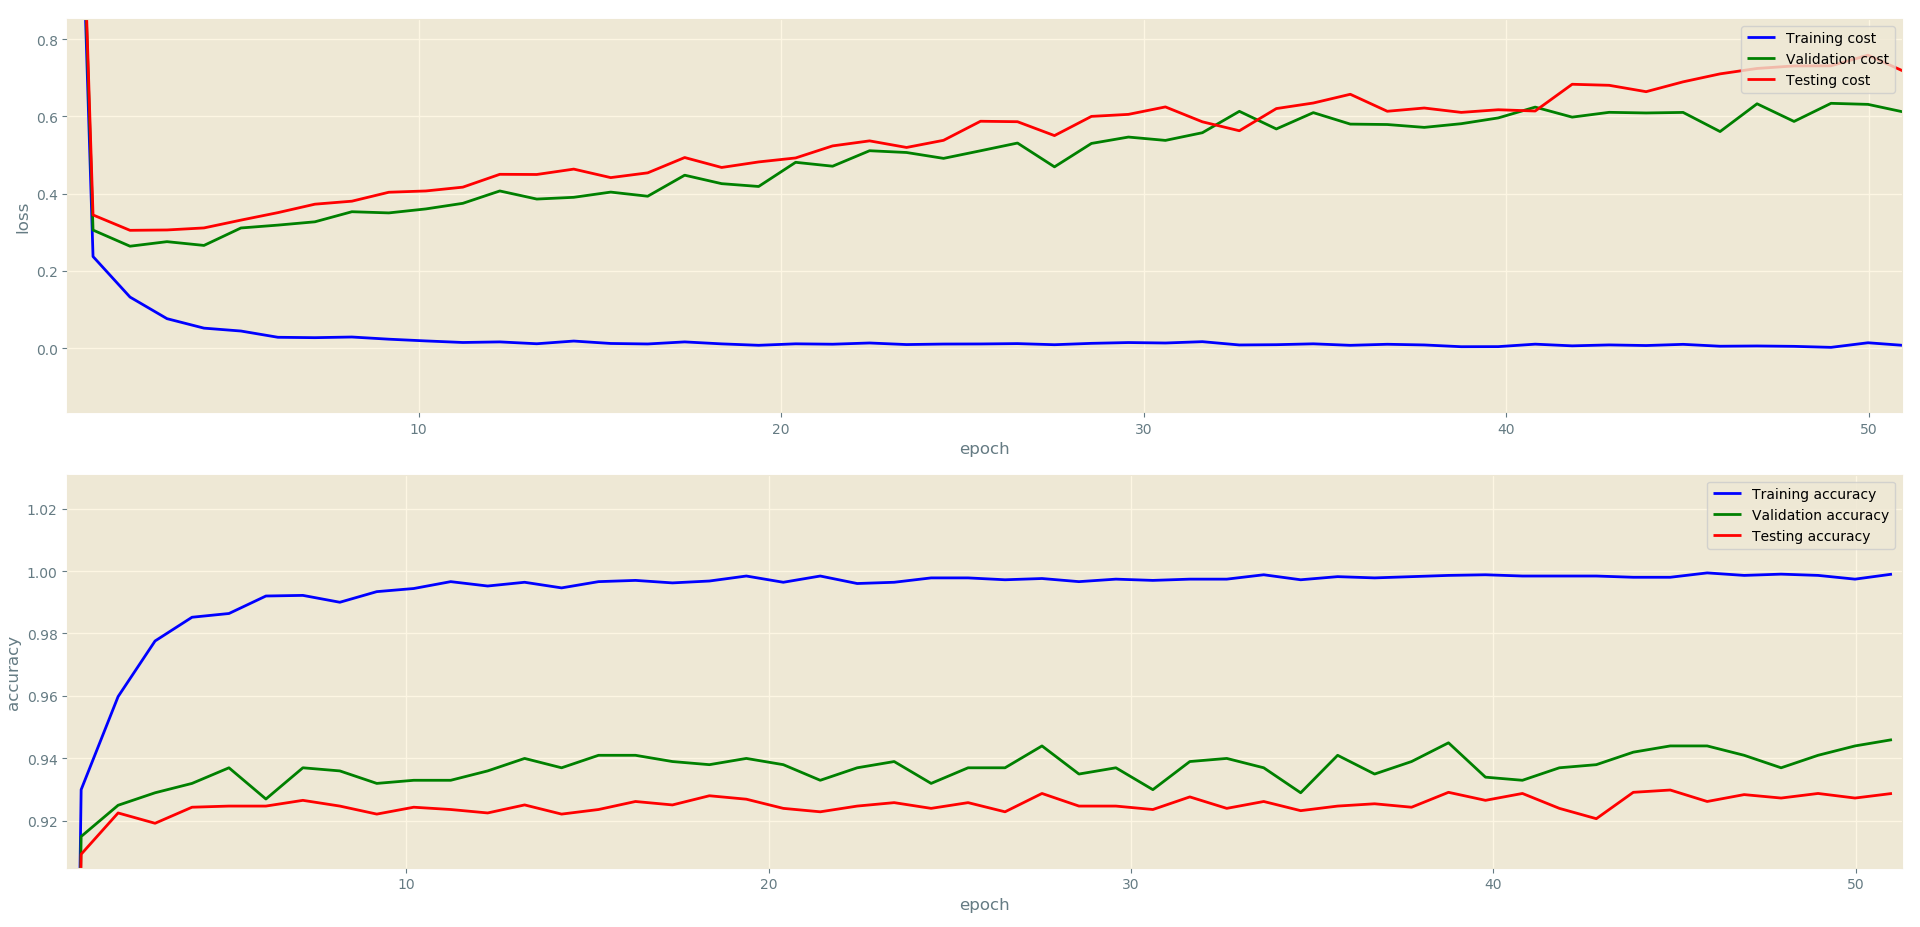 Training cost
Validation cost
Testing cost
0.8
0.6
0.4
0.2
0.0
loss
10 20 30 40 50
epoch
Training accuracy
Validation accuracy
Testing accuracy
1.02
1.00
0.98
0.96
0.94
0.92
accuracy
10 20 30 40 50
epoch